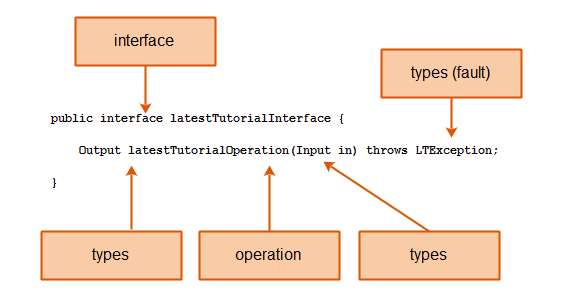 interface
types (fault)
public interface latestTutorialInterface {
Output latestTutorialOperation(Input in) throws LTException;
}
types
operation
types